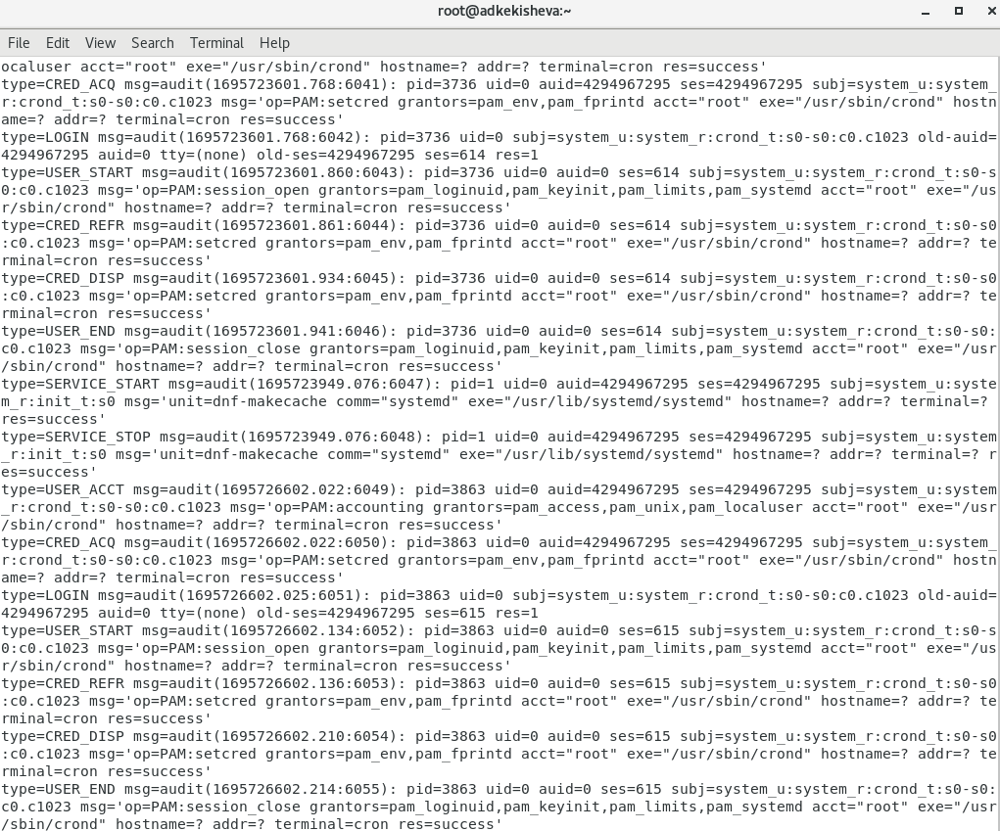 root@adkekisheva:~
File Edit View Search Terminal Help
ocaluser acct="root" exe="/usr/sbin/crond" hostname=? addr=? terminal=cron res=success'
type=CRED_ACQ msg=audit(1695723601.768:6041): pid=3736 uid=0 auid=4294967295 ses=4294967295 subj=system_u:system_
r:crond_t:s0-s0:c0.c1023 msg='op=PAM:setcred grantors=pam_env,pam_fprintd acct="root" exe="/usr/sbin/crond" hostn
ame=? addr=? terminal=cron res=success'
type=LOGIN msg=audit(1695723601.768:6042): pid=3736 uid=0 subj=system_u:system_r:crond_t:s0-s0:c0.c1023 old-auid=
4294967295 auid=0 tty=(none) old-ses=4294967295 ses=614 res=1
type=USER_START msg=audit(1695723601.860:6043): pid=3736 uid=0 auid=0 ses=614 subj=system_u:system_r:crond_t:s0-s
0:c0.c1023 msg='op=PAM:session_open grantors=pam_loginuid,pam_keyinit,pam_limits,pam_systemd acct="root" exe="/us
r/sbin/crond" hostname=? addr=? terminal=cron res=success'
type=CRED_REFR msg=audit(1695723601.861:6044): pid=3736 uid=0 auid=0 ses=614 subj=system_u:system_r:crond_t:s0-s0
:c0.c1023 msg='op=PAM:setcred grantors=pam_env,pam_fprintd acct="root" exe="/usr/sbin/crond" hostname=? addr=? te
rminal=cron res=success'
type=CRED_DISP msg=audit(1695723601.934:6045): pid=3736 uid=0 auid=0 ses=614 subj=system_u:system_r:crond_t:s0-s0
:c0.c1023 msg='op=PAM:setcred grantors=pam_env,pam_fprintd acct="root" exe="/usr/sbin/crond" hostname=? addr=? te
rminal=cron res=success'
type=USER_END msg=audit(1695723601.941:6046): pid=3736 uid=0 auid=0 ses=614 subj=system_u:system_r:crond_t:s0-s0:
c0.c1023 msg='op=PAM:session_close grantors=pam_loginuid,pam_keyinit,pam_limits,pam_systemd acct="root" exe="/usr
/sbin/crond" hostname=? addr=? terminal=cron res=success'
type=SERVICE_START msg=audit(1695723949.076:6047): pid=1 uid=0 auid=4294967295 ses=4294967295 subj=system_u:syste
m_r:init_t:s0 msg='unit=dnf-makecache comm="systemd" exe="/usr/lib/systemd/systemd" hostname=? addr=? terminal=? 
res=success'
type=SERVICE_STOP msg=audit(1695723949.076:6048): pid=1 uid=0 auid=4294967295 ses=4294967295 subj=system_u:system
_r:init_t:s0 msg='unit=dnf-makecache comm="systemd" exe="/usr/lib/systemd/systemd" hostname=? addr=? terminal=? r
es=success'
type=USER_ACCT msg=audit(1695726602.022:6049): pid=3863 uid=0 auid=4294967295 ses=4294967295 subj=system_u:system
_r:crond_t:s0-s0:c0.c1023 msg='op=PAM:accounting grantors=pam_access,pam_unix,pam_localuser acct="root" exe="/usr
/sbin/crond" hostname=? addr=? terminal=cron res=success'
type=CRED_ACQ msg=audit(1695726602.022:6050): pid=3863 uid=0 auid=4294967295 ses=4294967295 subj=system_u:system_
r:crond_t:s0-s0:c0.c1023 msg='op=PAM:setcred grantors=pam_env,pam_fprintd acct="root" exe="/usr/sbin/crond" hostn
ame=? addr=? terminal=cron res=success'
type=LOGIN msg=audit(1695726602.025:6051): pid=3863 uid=0 subj=system_u:system_r:crond_t:s0-s0:c0.c1023 old-auid=
4294967295 auid=0 tty=(none) old-ses=4294967295 ses=615 res=1
type=USER_START msg=audit(1695726602.134:6052): pid=3863 uid=0 auid=0 ses=615 subj=system_u:system_r:crond_t:s0-s
0:c0.c1023 msg='op=PAM:session_open grantors=pam_loginuid,pam_keyinit,pam_limits,pam_systemd acct="root" exe="/us
r/sbin/crond" hostname=? addr=? terminal=cron res=success'
type=CRED_REFR msg=audit(1695726602.136:6053): pid=3863 uid=0 auid=0 ses=615 subj=system_u:system_r:crond_t:s0-s0
:c0.c1023 msg='op=PAM:setcred grantors=pam_env,pam_fprintd acct="root" exe="/usr/sbin/crond" hostname=? addr=? te
rminal=cron res=success'
type=CRED_DISP msg=audit(1695726602.210:6054): pid=3863 uid=0 auid=0 ses=615 subj=system_u:system_r:crond_t:s0-s0
:c0.c1023 msg='op=PAM:setcred grantors=pam_env,pam_fprintd acct="root" exe="/usr/sbin/crond" hostname=? addr=? te
rminal=cron res=success'
type=USER_END msg=audit(1695726602.214:6055): pid=3863 uid=0 auid=0 ses=615 subj=system_u:system_r:crond_t:s0-s0:
c0.c1023 msg='op=PAM:session_close grantors=pam_loginuid,pam_keyinit,pam_limits,pam_systemd acct="root" exe="/usr
/sbin/crond" hostname=? addr=? terminal=cron res=success'